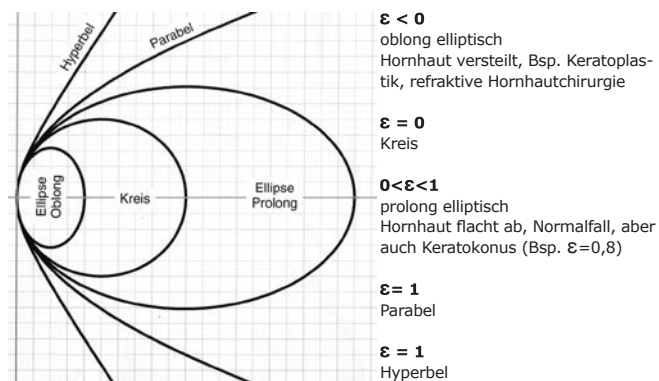 Hyperbel
Parabel
Ellipse
Oblong
Kreis
Ellipse
Prolong
ε < 0
oblong elliptisch
Hornhaut versteilt, Bsp. Keratoplas-
tik, refraktive Hornhautchirurgie
ε = 0
Kreis
0<ε<1
prolong elliptisch
Hornhaut flacht ab, Normalfall, aber
auch Keratokonus (Bsp. ε=0,8)
ε= 1
Parabel
ε = 1
Hyperbel